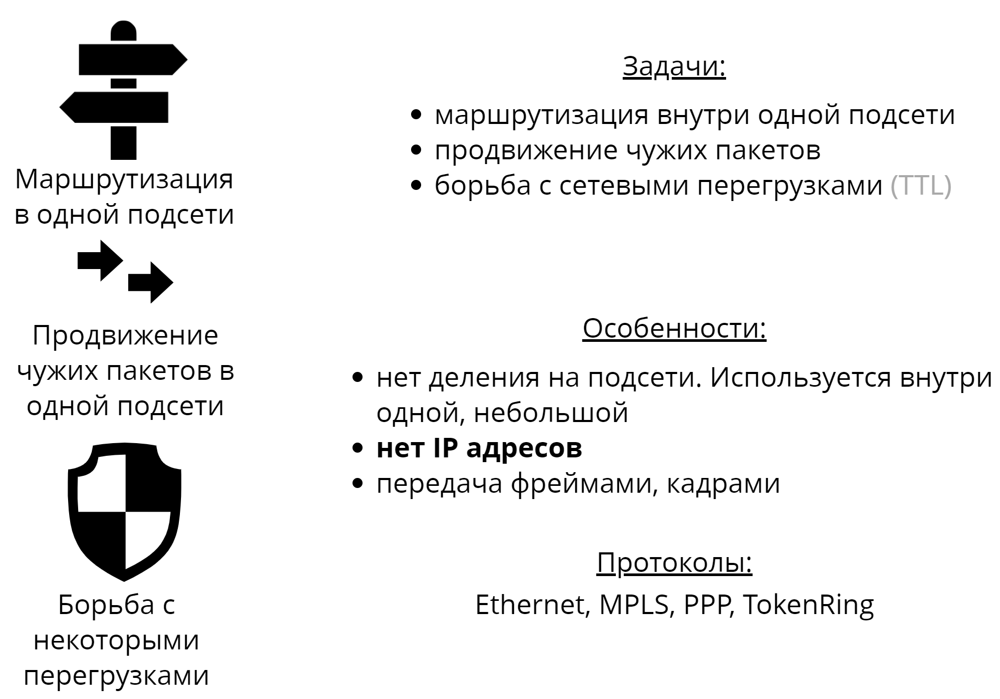 Маршрутизация
в одной подсети
Продвижение
чужих пакетов в
одной подсети
Борьба с
некоторыми
перегрузками
Задачи:
• маршрутизация внутри одной подсети
• продвижение чужих пакетов
• борьба с сетевыми перегрузками (TTL)
Особенности:
• нет деления на подсети. Используется внутри
одной, небольшой
• нет IP адресов
• передача фреймами, кадрами
Протоколы:
Ethernet, MPLS, PPP, TokenRing